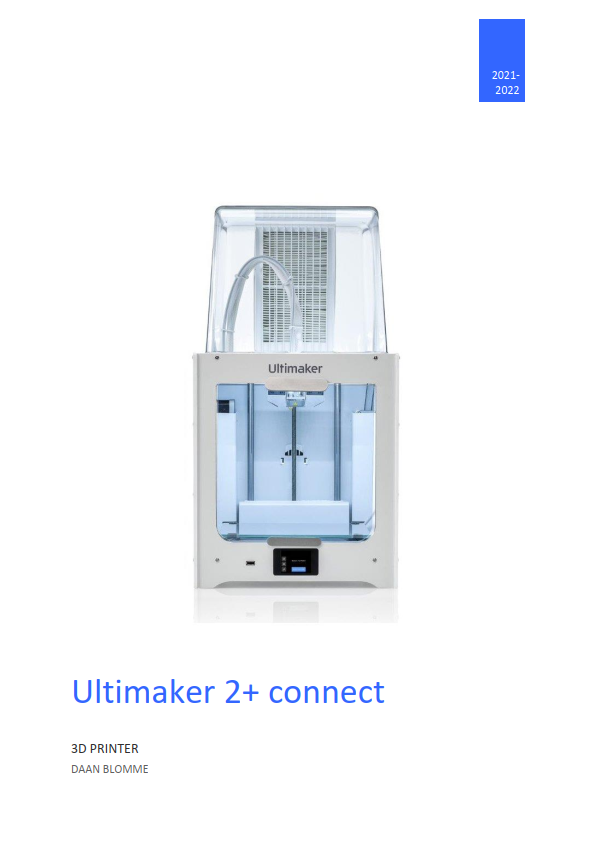 2021-
2022
Ultimaker
Ultimaker 2+ connect
3D PRINTER
DAAN BLOMME